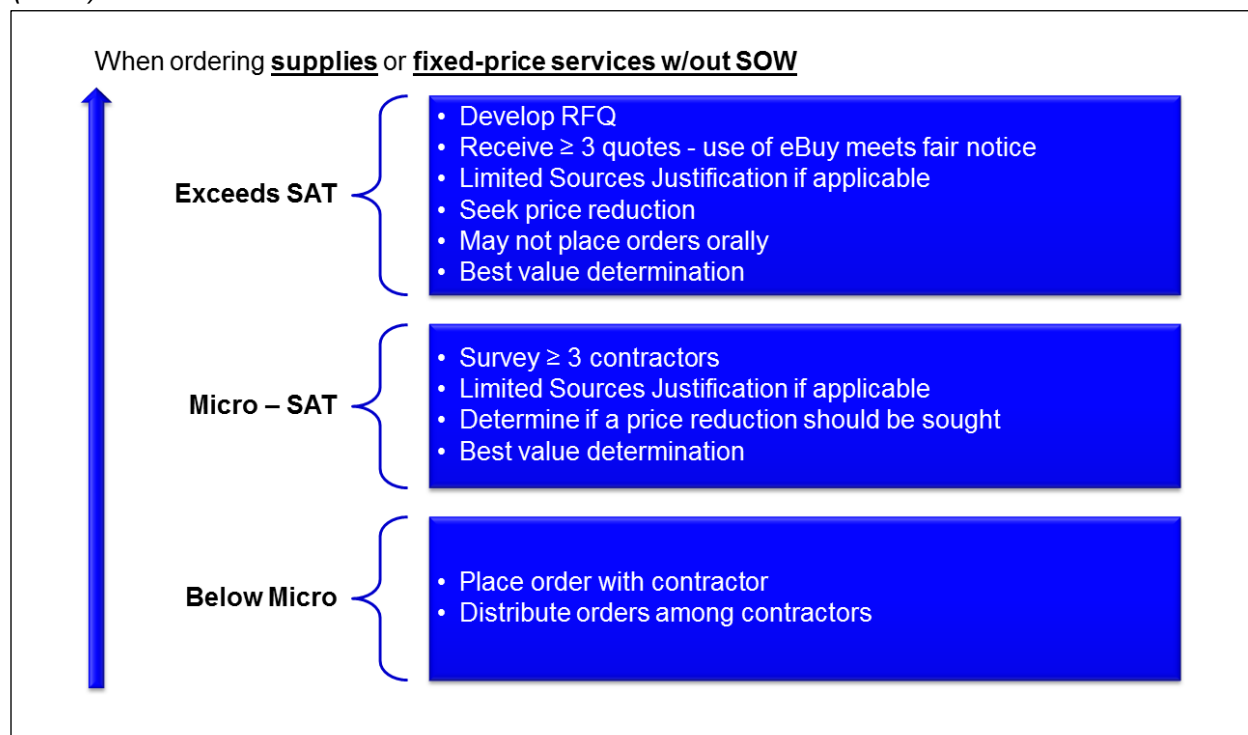 When ordering supplies or fixed-price services w/out SOW
Exceeds SAT
• Develop RFQ
• Receive ≥ 3 quotes - use of eBuy meets fair notice
• Limited Sources Justification if applicable
• Seek price reduction
• May not place orders orally
• Best value determination
Micro – SAT
• Survey ≥ 3 contractors
• Limited Sources Justification if applicable
• Determine if a price reduction should be sought
• Best value determination
Below Micro
• Place order with contractor
• Distribute orders among contractors